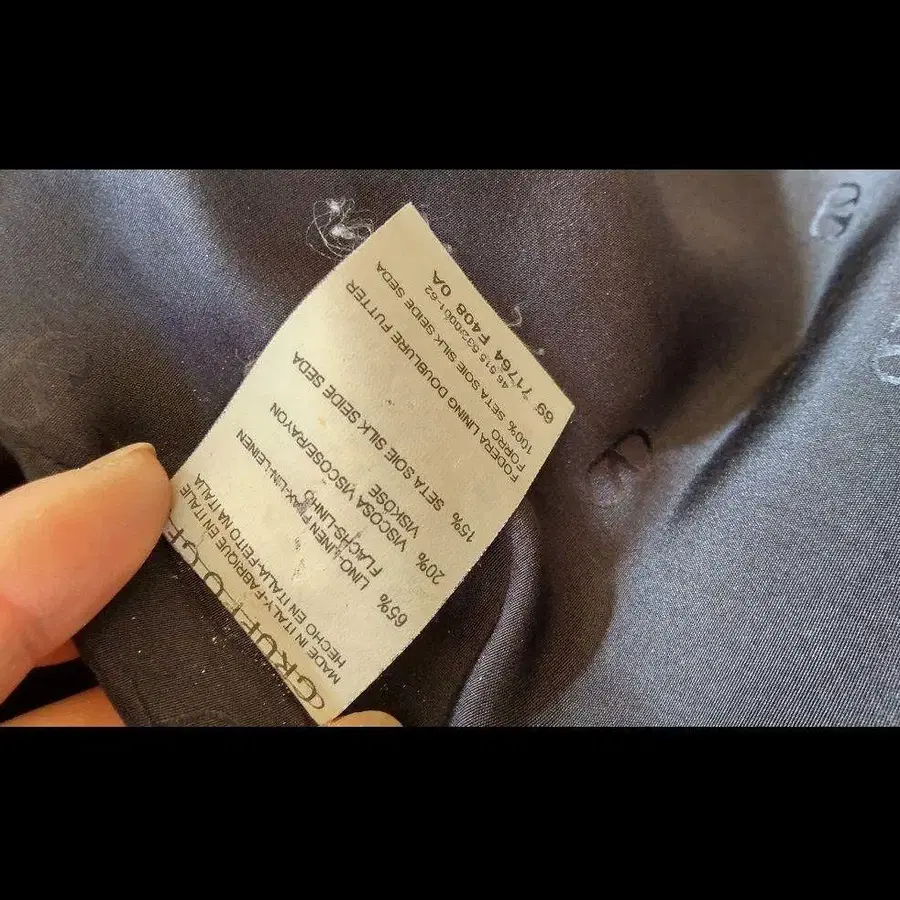 GRUPPO
MADE IN ITALY-FABRIQUE EN ITALIE
HECHO EN ITALIA-FEITO NA ITALIA
65% LINO-LINEN FLAX-LIN-LEINEN
FLACHS-LINHO
20% VISCOSA VISCOSE RAYON
VISKOSE
15% SETA SOIE SILK SEIDE SEDA
FODERA LINING DOUBLURE FUTTER
FORRO
100% SETA SOIE SILK SEIDE SEDA
69 71764 F408 0A